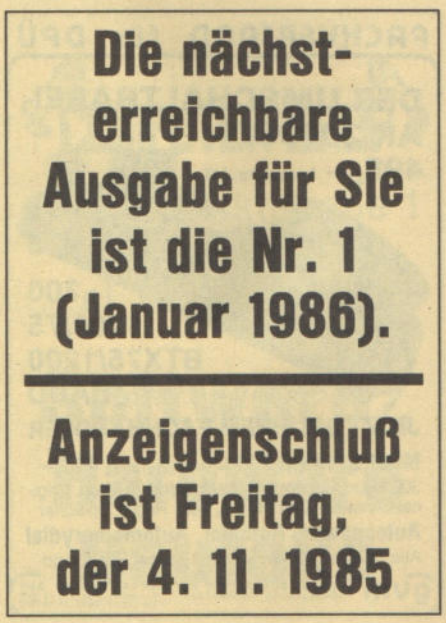 Die nächst-
erreichbare
Ausgabe für Sie
ist die Nr. 1
(Januar 1986).
Anzeigenschluß
ist Freitag,
der 4. 11. 1985